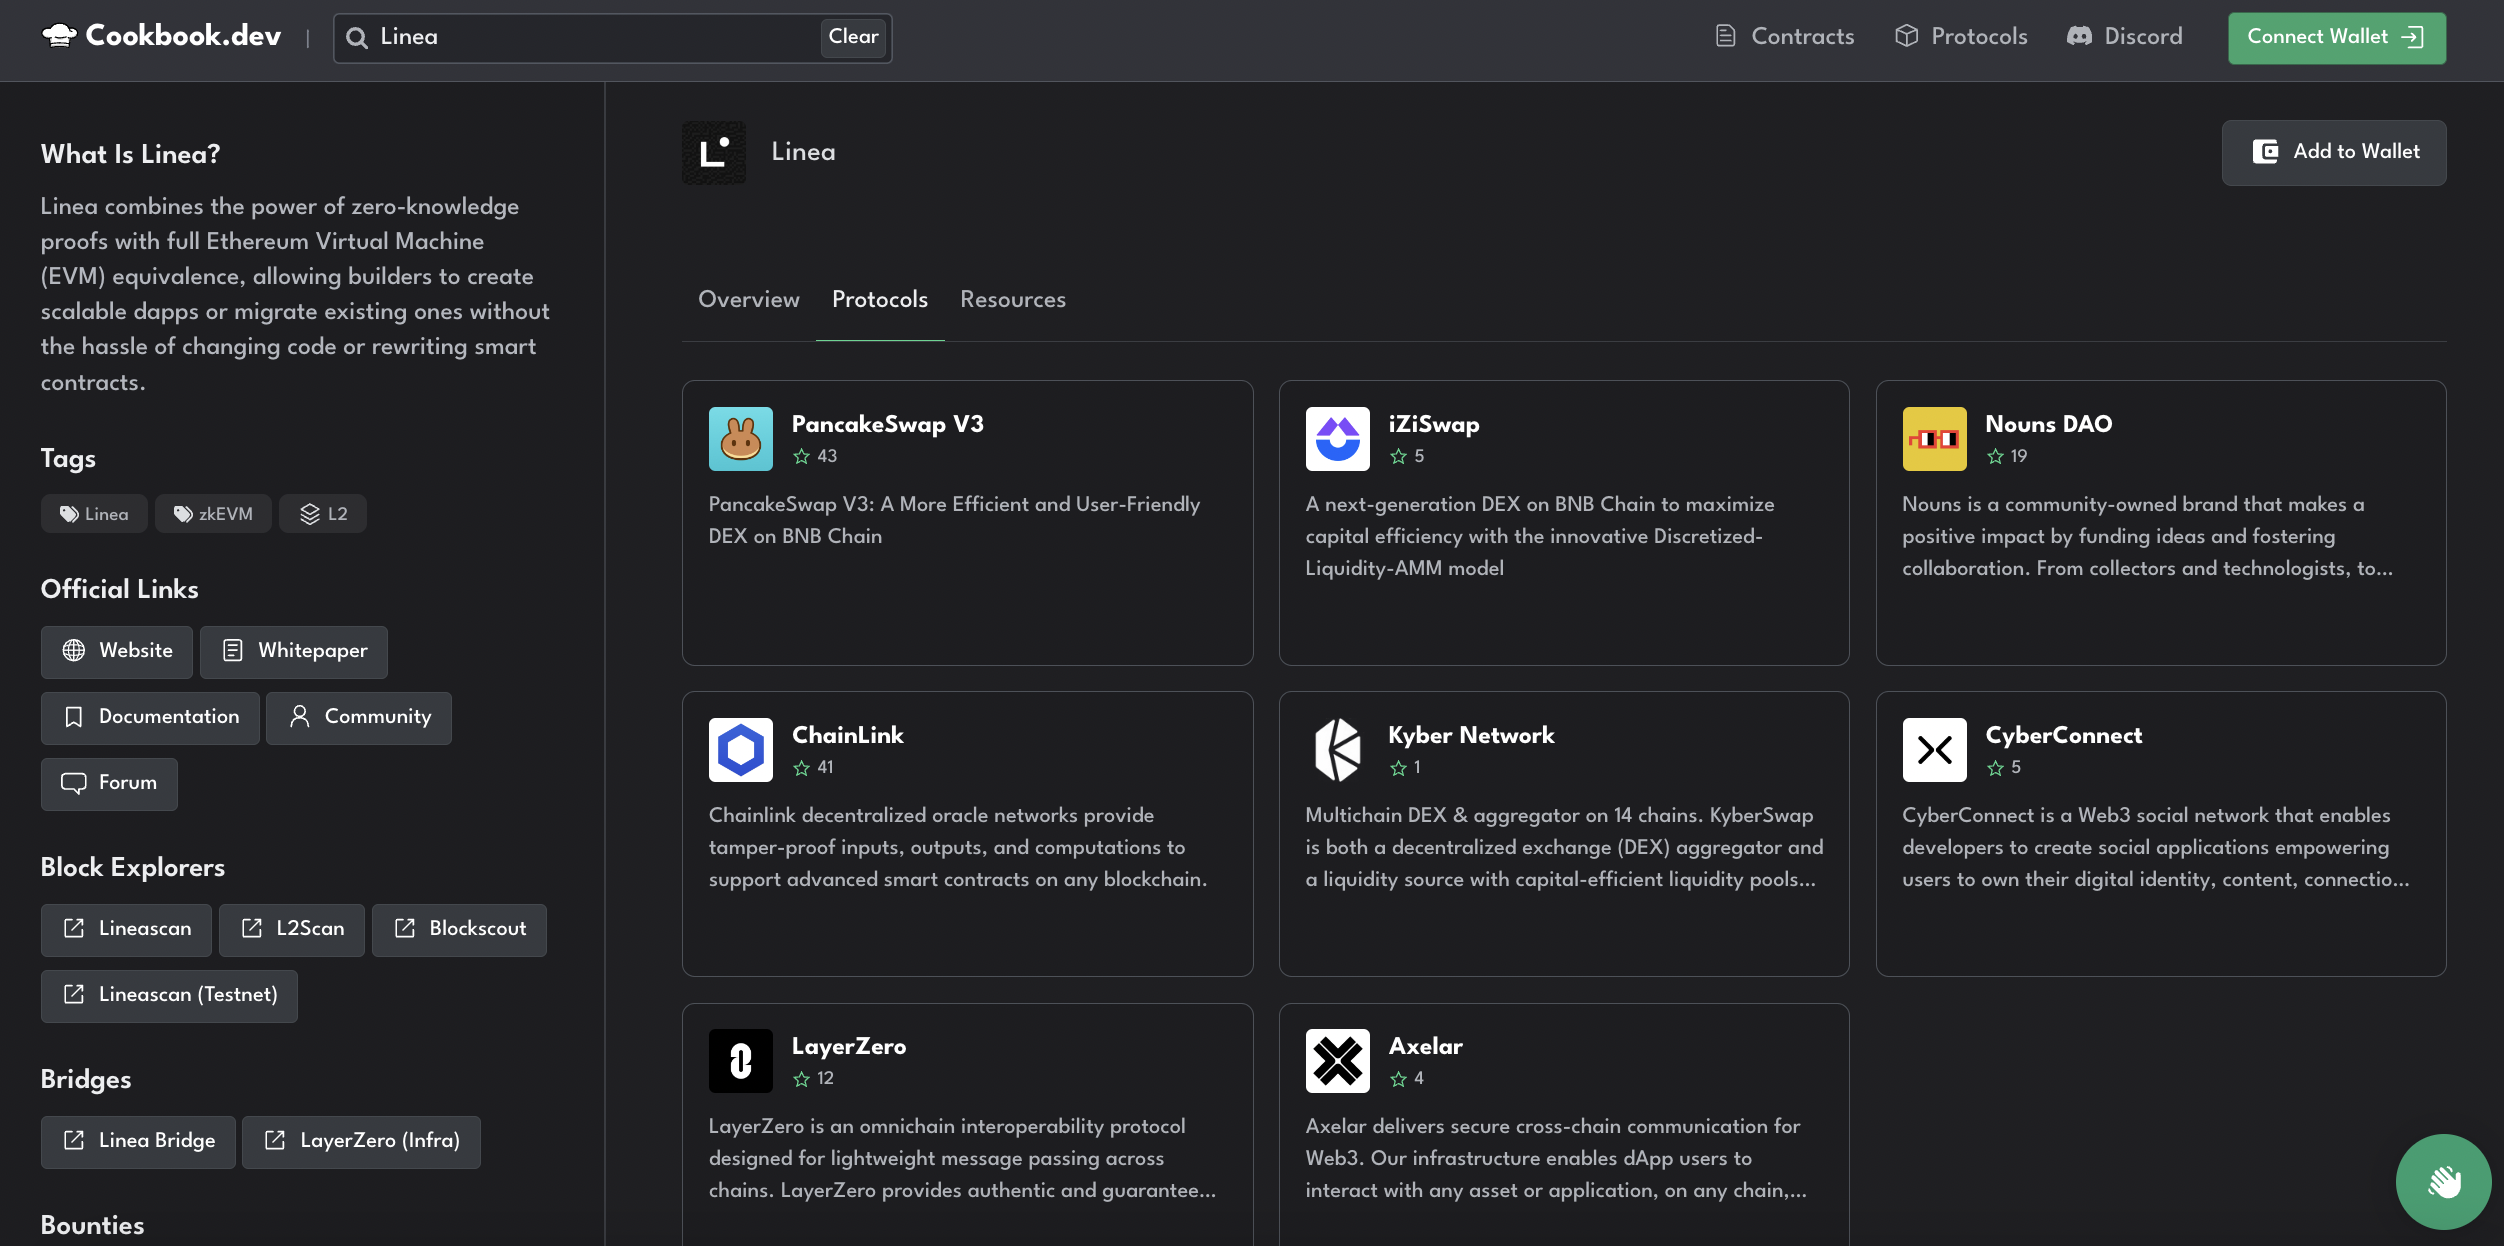 Cookbook.dev
|
Linea
Clear
Contracts
Protocols
Discord
Connect Wallet
What Is Linea?
Linea combines the power of zero-knowledge
proofs with full Ethereum Virtual Machine
(EVM) equivalence, allowing builders to create
scalable dapps or migrate existing ones without
the hassle of changing code or rewriting smart
contracts.
Tags
Linea
zkEVM
L2
Official Links
Website
Whitepaper
Documentation
Community
Forum
Block Explorers
Lineascan
L2Scan
Blockscout
Lineascan (Testnet)
Bridges
Linea Bridge
LayerZero (Infra)
Bounties
Linea
Add to Wallet
Overview
Protocols
Resources
PancakeSwap V3
43
PancakeSwap V3: A More Efficient and User-Friendly
DEX on BNB Chain
iZiSwap
5
A next-generation DEX on BNB Chain to maximize
capital efficiency with the innovative Discretized-
Liquidity-AMM model
Nouns DAO
19
Nouns is a community-owned brand that makes a
positive impact by funding ideas and fostering
collaboration. From collectors and technologists, to...
ChainLink
41
Chainlink decentralized oracle networks provide
tamper-proof inputs, outputs, and computations to
support advanced smart contracts on any blockchain.
Kyber Network
1
Multichain DEX & aggregator on 14 chains. KyberSwap
is both a decentralized exchange (DEX) aggregator and
a liquidity source with capital-efficient liquidity pools...
CyberConnect
5
CyberConnect is a Web3 social network that enables
developers to create social applications empowering
users to own their digital identity, content, connectio...
LayerZero
12
LayerZero is an omnichain interoperability protocol
designed for lightweight message passing across
chains. LayerZero provides authentic and guarantee...
Axelar
4
Axelar delivers secure cross-chain communication for
Web3. Our infrastructure enables dApp users to
interact with any asset or application, on any chain,...